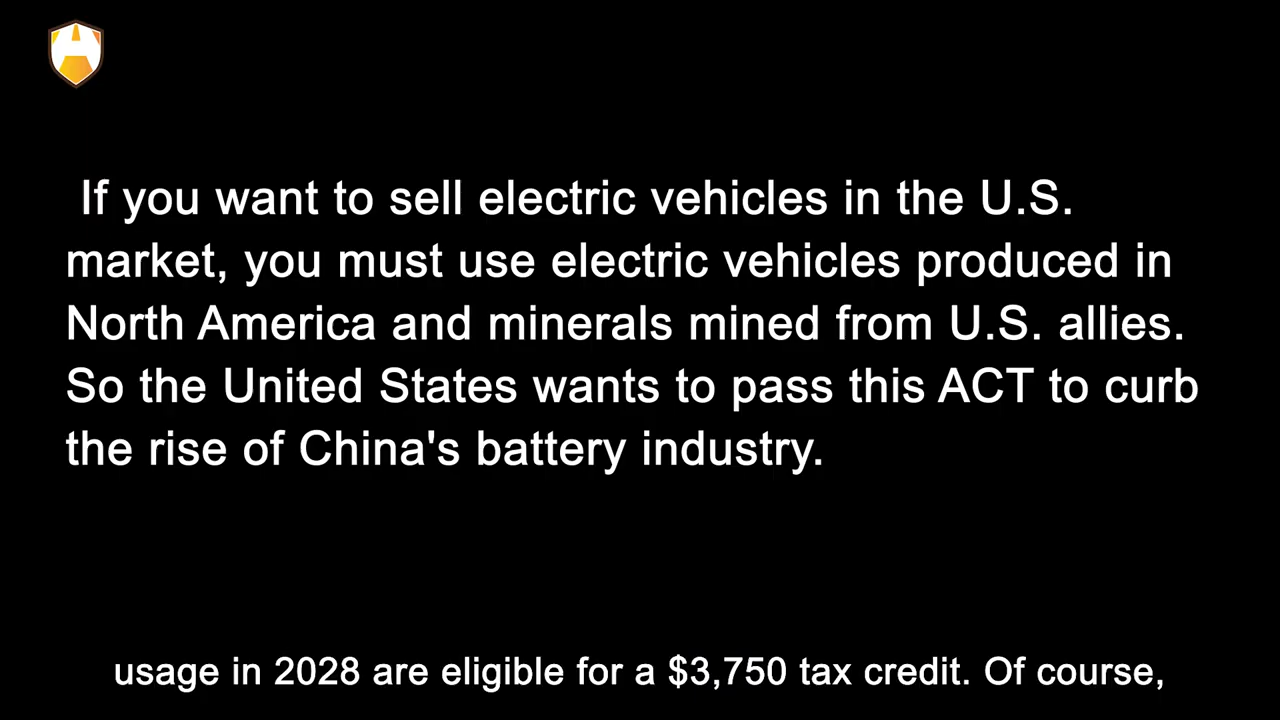 If you want to sell electric vehicles in the U.S.
market, you must use electric vehicles produced in
North America and minerals mined from U.S. allies.
So the United States wants to pass this ACT to curb
the rise of China's battery industry.
usage in 2028 are eligible for a $3,750 tax credit. Of course,